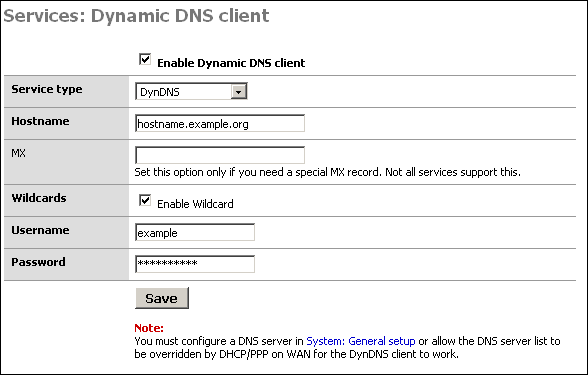 Services: Dynamic DNS client
Enable Dynamic DNS client
Service type
DynDNS
Hostname
hostname.example.org
MX
Set this option only if you need a special MX record. Not all services support this.
Wildcards
Enable Wildcard
Username
example
Password
**********
Save
Note:
You must configure a DNS server in System: General setup or allow the DNS server list to
be overridden by DHCP/PPP on WAN for the DynDNS client to work.